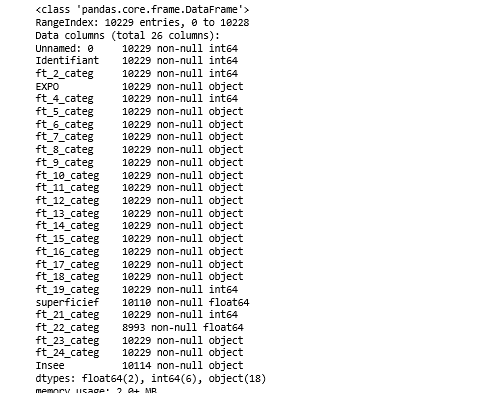 <class 'pandas.core.frame.DataFrame'>
RangeIndex: 10229 entries, 0 to 10228
Data columns (total 26 columns):
Unnamed: 0 10229 non-null int64
Identifiant 10229 non-null int64
ft_2_categ 10229 non-null int64
EXPO 10229 non-null object
ft_4_categ 10229 non-null int64
ft_5_categ 10229 non-null object
ft_6_categ 10229 non-null object
ft_7_categ 10229 non-null object
ft_8_categ 10229 non-null object
ft_9_categ 10229 non-null object
ft_10_categ 10229 non-null object
ft_11_categ 10229 non-null object
ft_12_categ 10229 non-null object
ft_13_categ 10229 non-null object
ft_14_categ 10229 non-null object
ft_15_categ 10229 non-null object
ft_16_categ 10229 non-null object
ft_17_categ 10229 non-null object
ft_18_categ 10229 non-null object
ft_19_categ 10229 non-null int64
superficief 10110 non-null float64
ft_21_categ 10229 non-null int64
ft_22_categ 8993 non-null float64
ft_23_categ 10229 non-null object
ft_24_categ 10229 non-null object
Insee 10114 non-null object
dtypes: float64(2), int64(6), object(18)
memory usage: 2.0+ MB